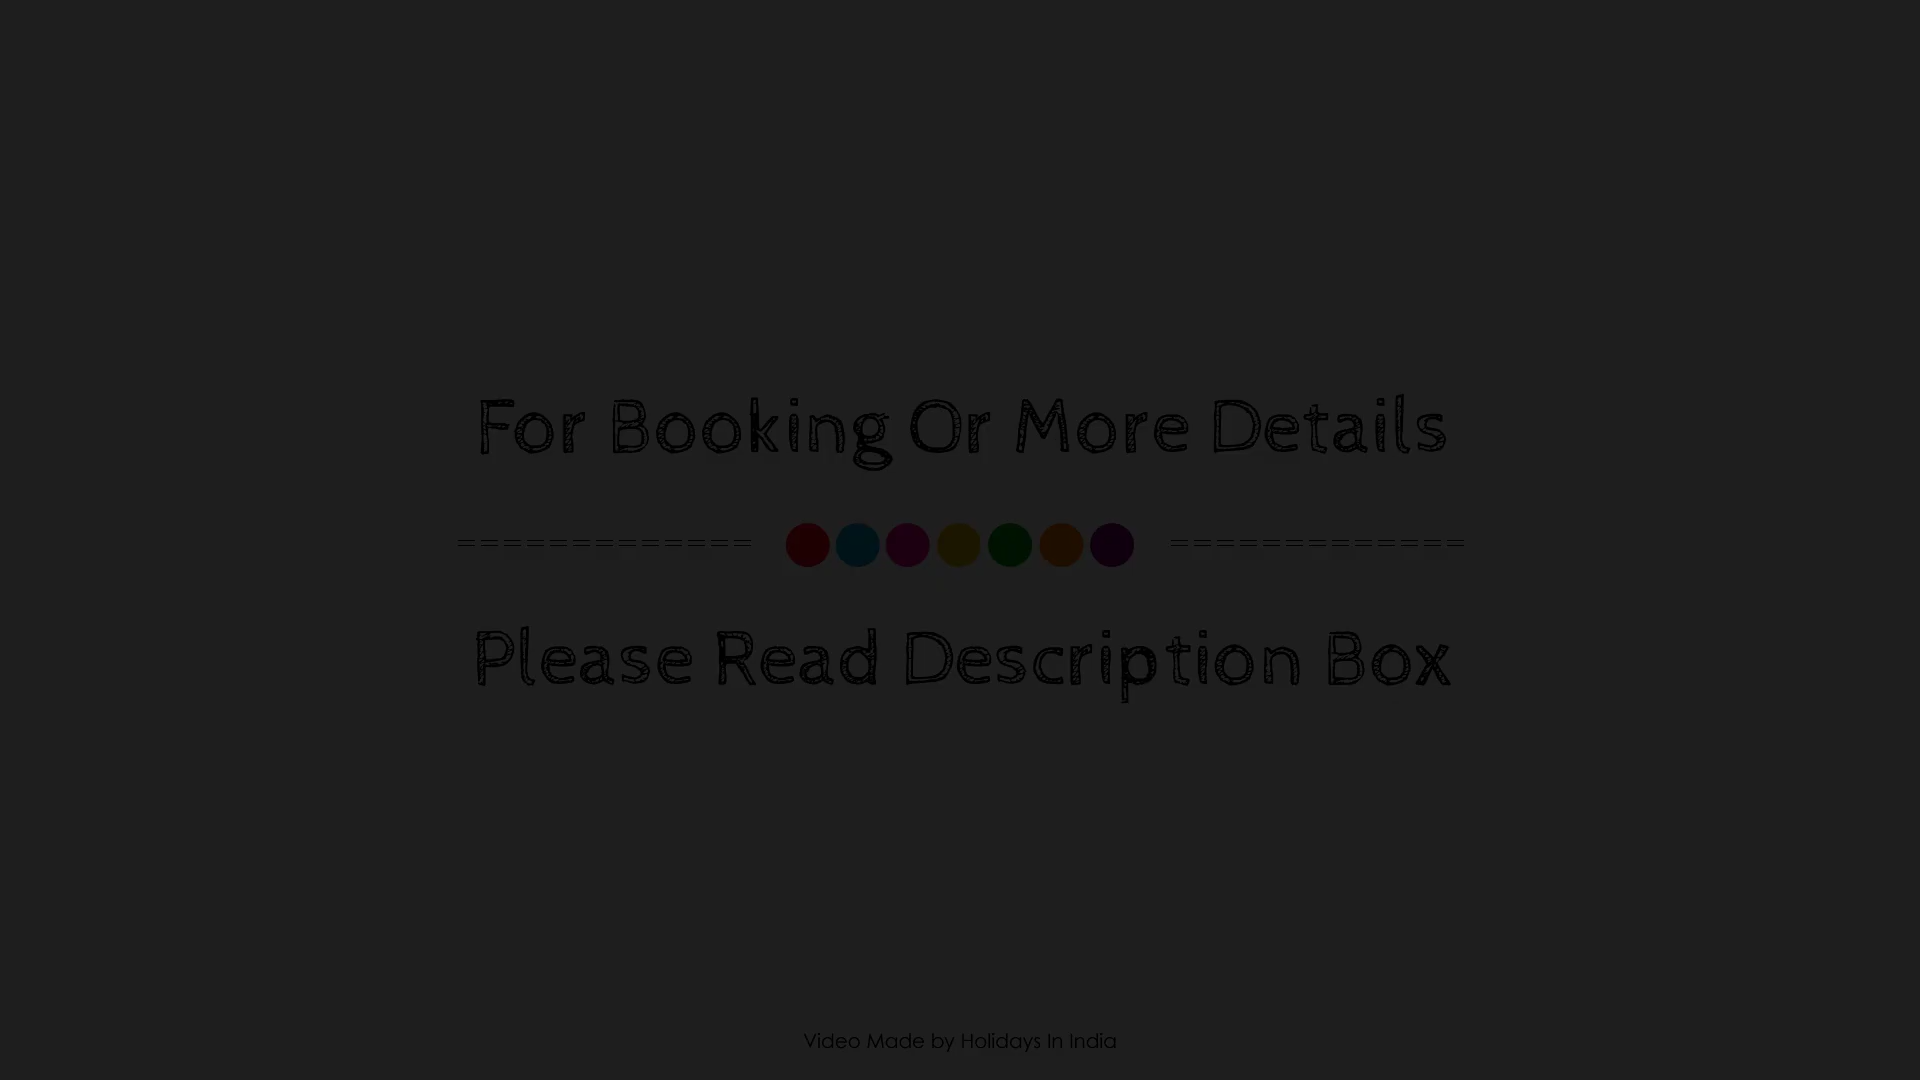 For Booking Or More Details
============= =============
Please Read Description Box
Video Made by Holidays In India